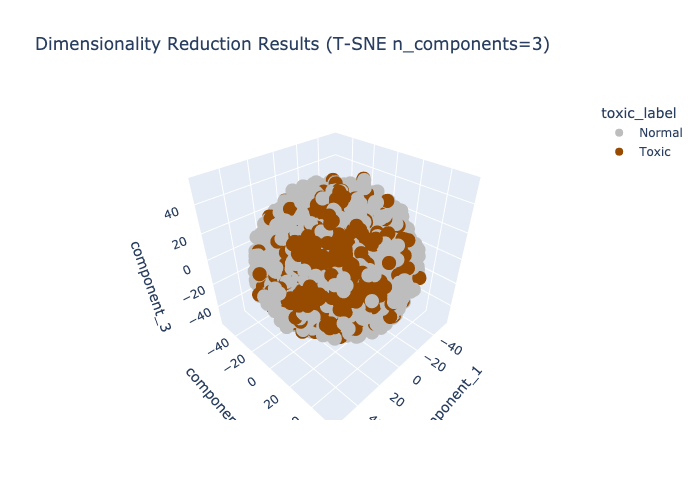 Dimensionality Reduction Results (T-SNE n_components=3)
toxic_label
Normal
Toxic
40
20
0
−20
−40
component_3
−40
−20
0
20
−40
−20
0
20
component_1